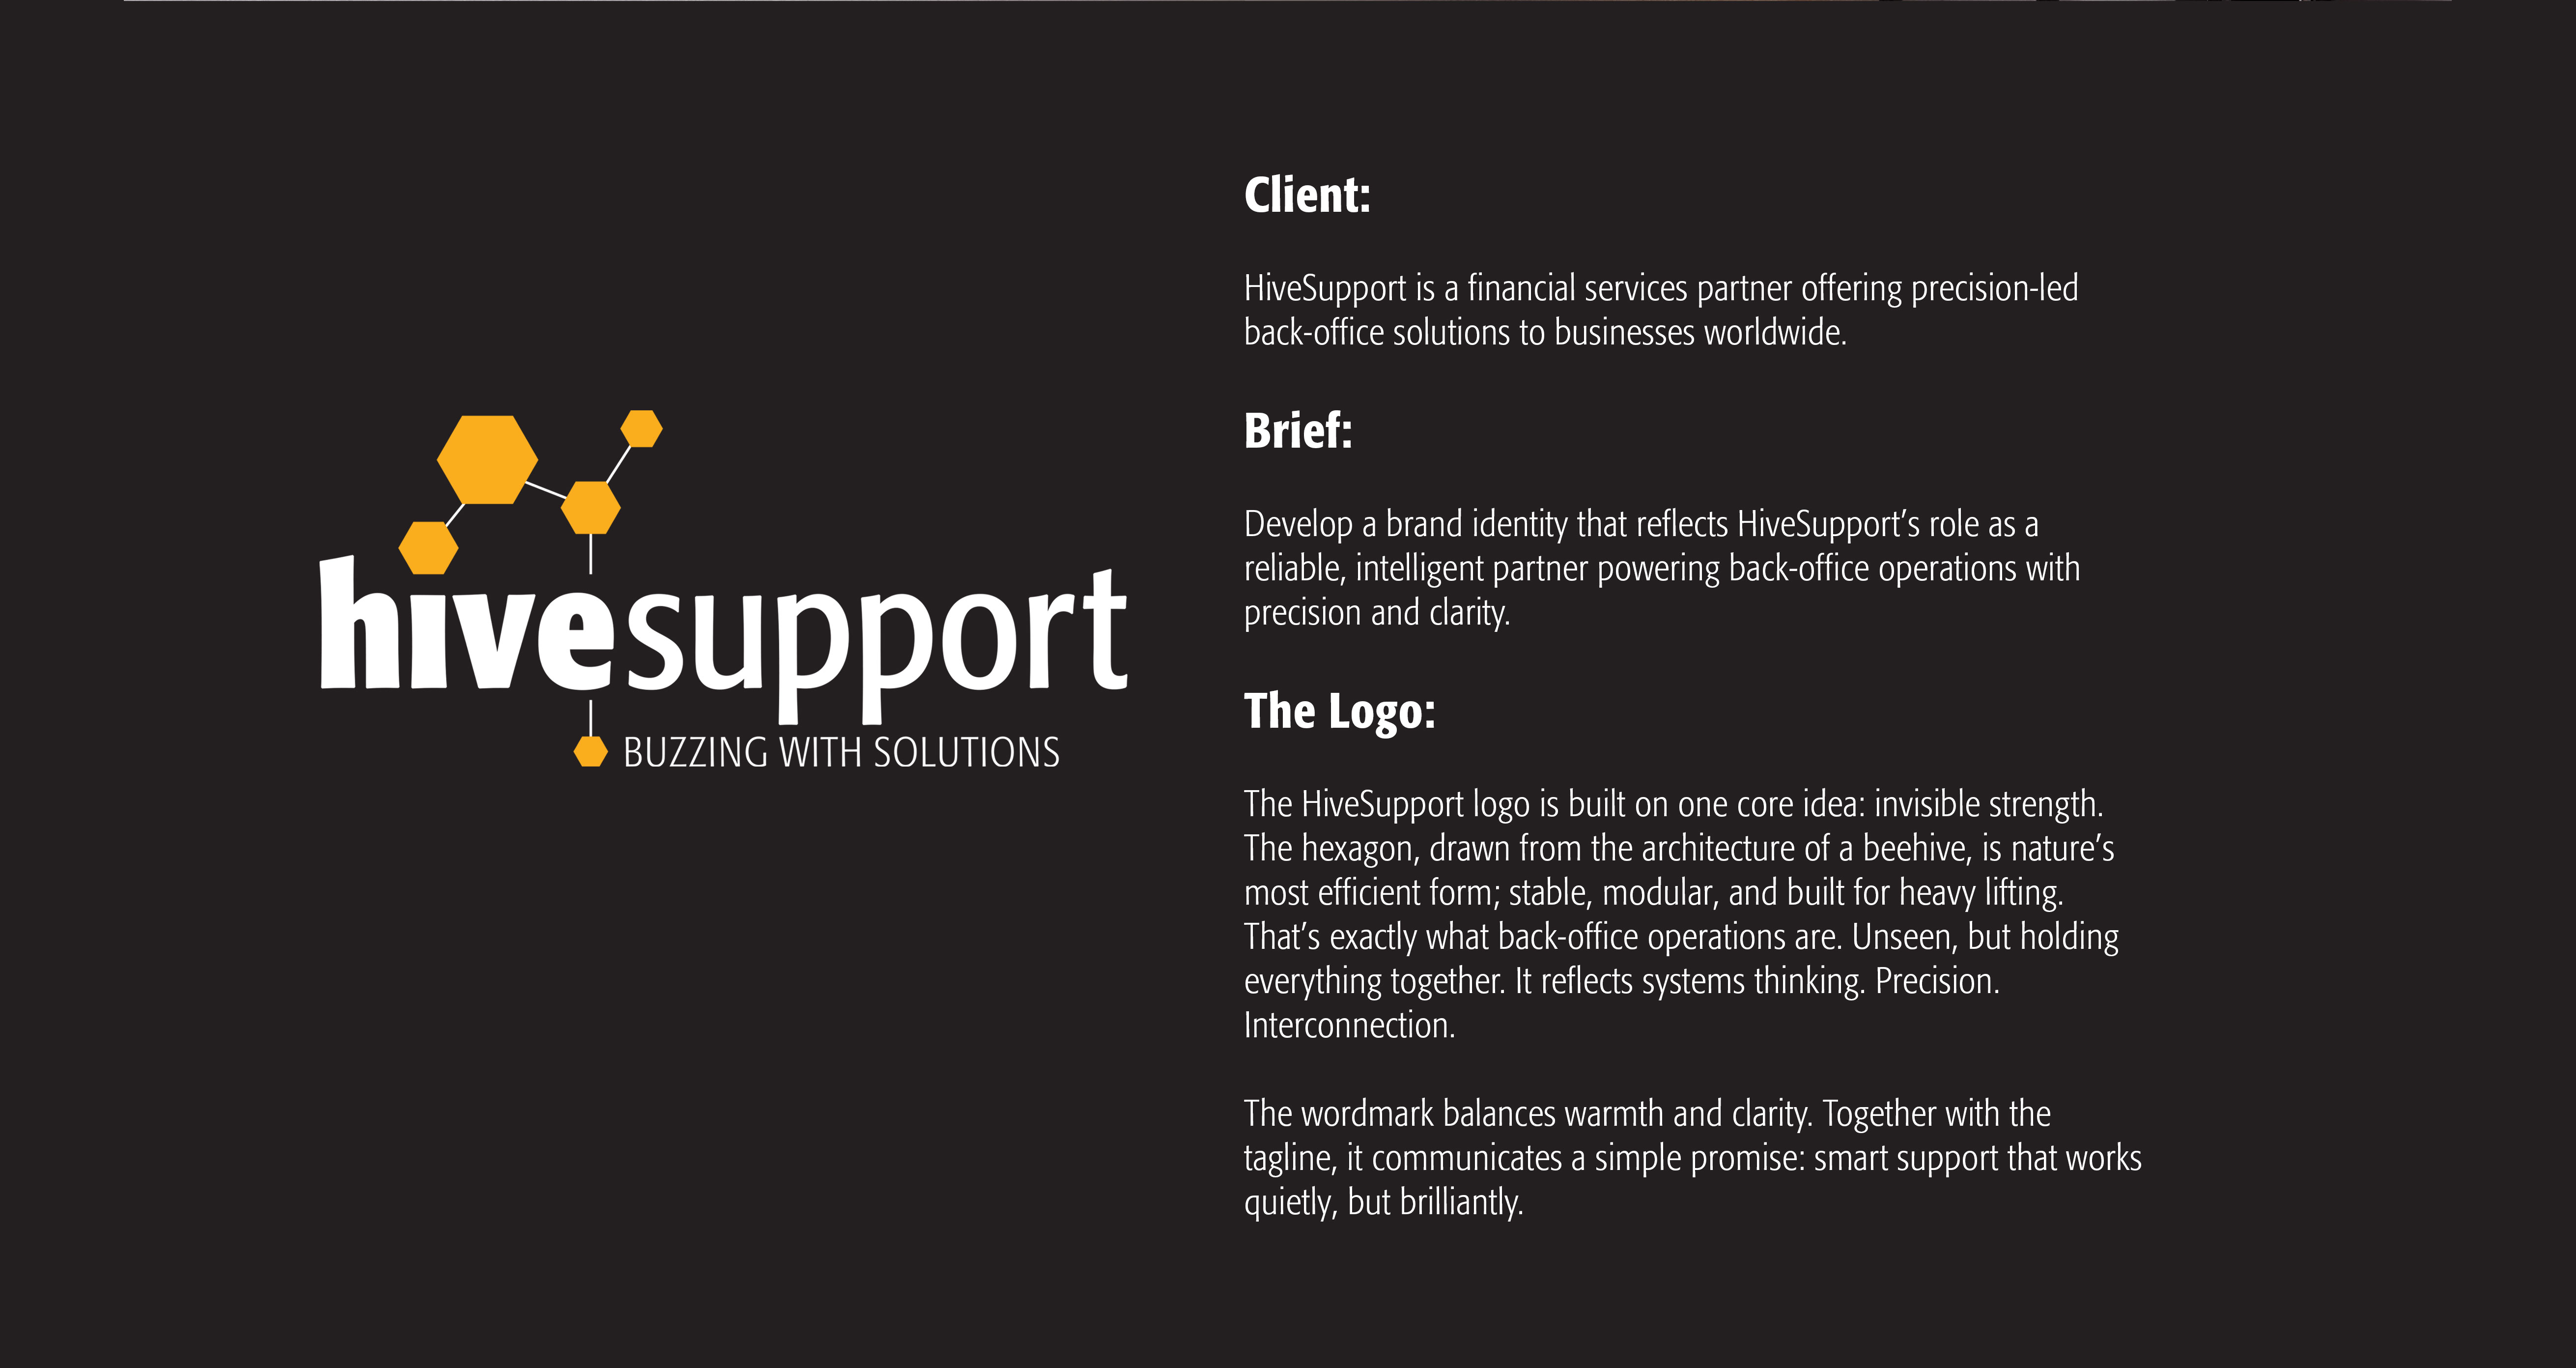 hivesupport
BUZZING WITH SOLUTIONS
Client:
HiveSupport is a financial services partner offering precision-led
back-office solutions to businesses worldwide.
Brief:
Develop a brand identity that reflects HiveSupport’s role as a
reliable, intelligent partner powering back-office operations with
precision and clarity.
The Logo:
The HiveSupport logo is built on one core idea: invisible strength.
The hexagon, drawn from the architecture of a beehive, is nature’s
most efficient form; stable, modular, and built for heavy lifting.
That’s exactly what back-office operations are. Unseen, but holding
everything together. It reflects systems thinking. Precision.
Interconnection.
The wordmark balances warmth and clarity. Together with the
tagline, it communicates a simple promise: smart support that works
quietly, but brilliantly.